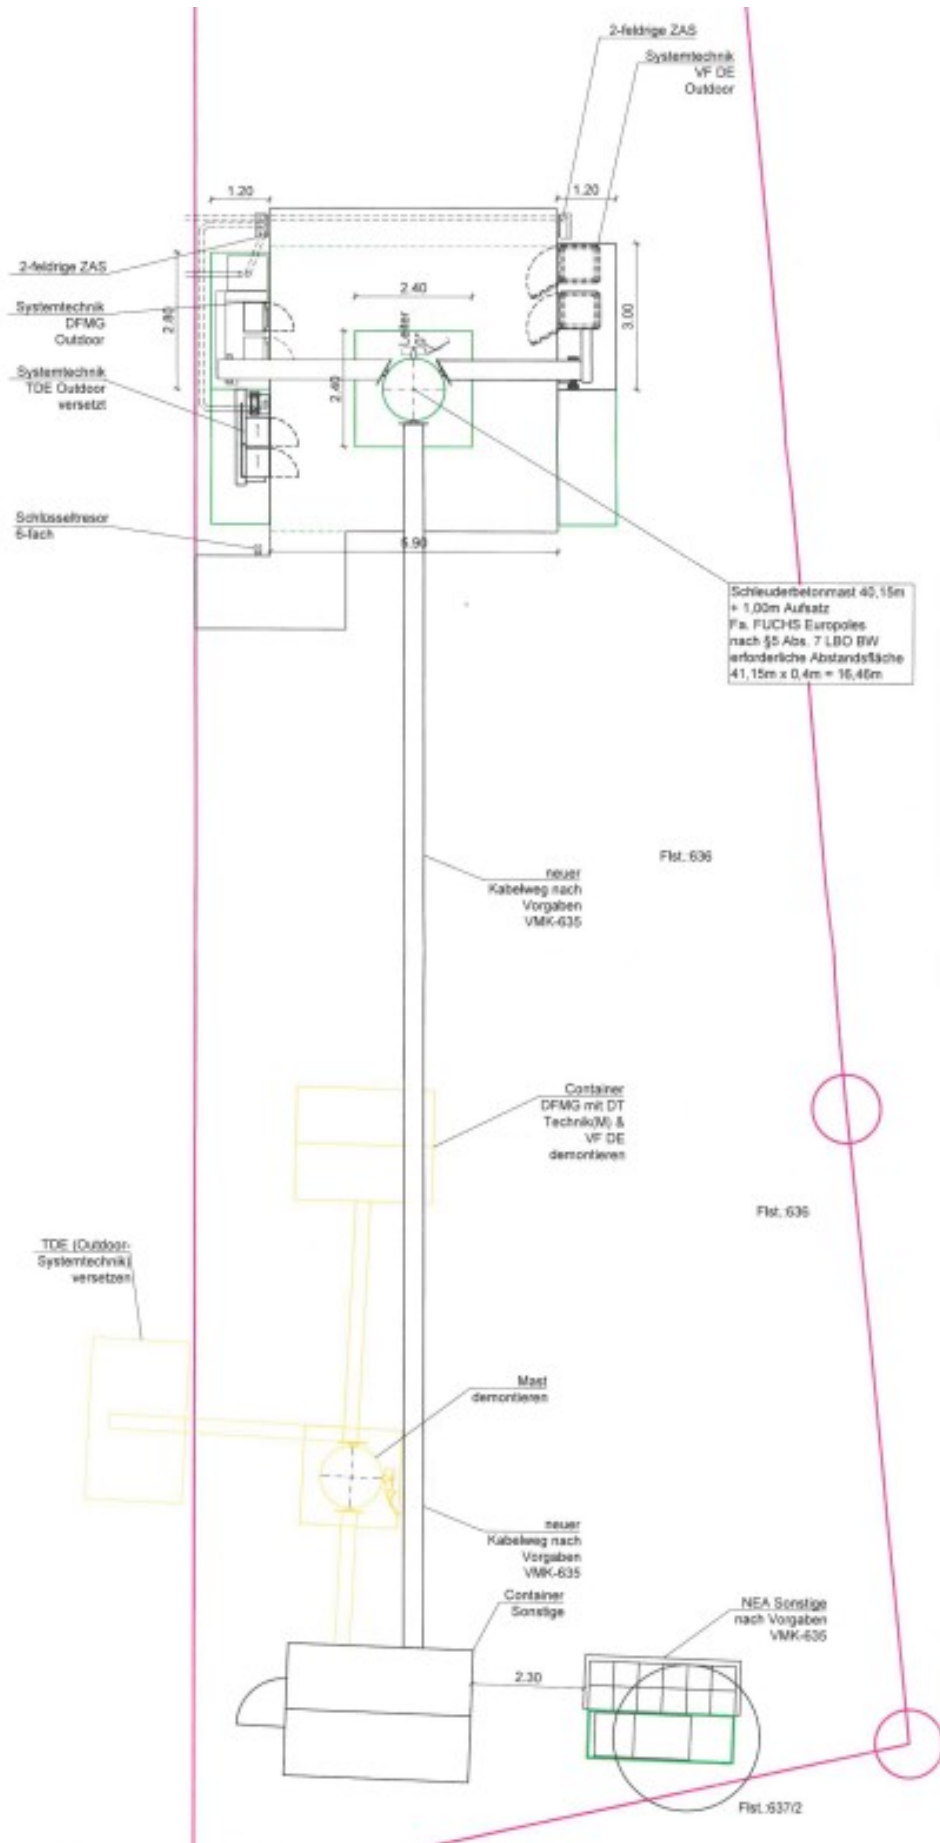 2-feldrige ZAS
Systemtechnik
VF DE
Outdoor
1.20
1.20
2-feldrige ZAS
Systemtechnik
DFMG
Outdoor
Systemtechnik
TDE Outdoor
versetzt
Schlüsseltresor
6-fach
2.80
2.40
2.40
Leiter
0°
3.00
5.90
Schleuderbetonmast 40,15m
+ 1,00m Aufsatz
Fa. FUCHS Europoles
nach §5 Abs. 7 LBO BW
erforderliche Abstandsfläche
41,15m x 0,4m = 16,46m
Flst.:636
neuer
Kabelweg nach
Vorgaben
VMK-635
Container
DFMG mit DT
Technik(M) &
VF DE
demontieren
Flst.:636
TDE (Outdoor-
Systemtechnik)
versetzen
Mast
demontieren
neuer
Kabelweg nach
Vorgaben
VMK-635
Container
Sonstige
NEA Sonstige
nach Vorgaben
VMK-635
2.30
Flst.:637/2